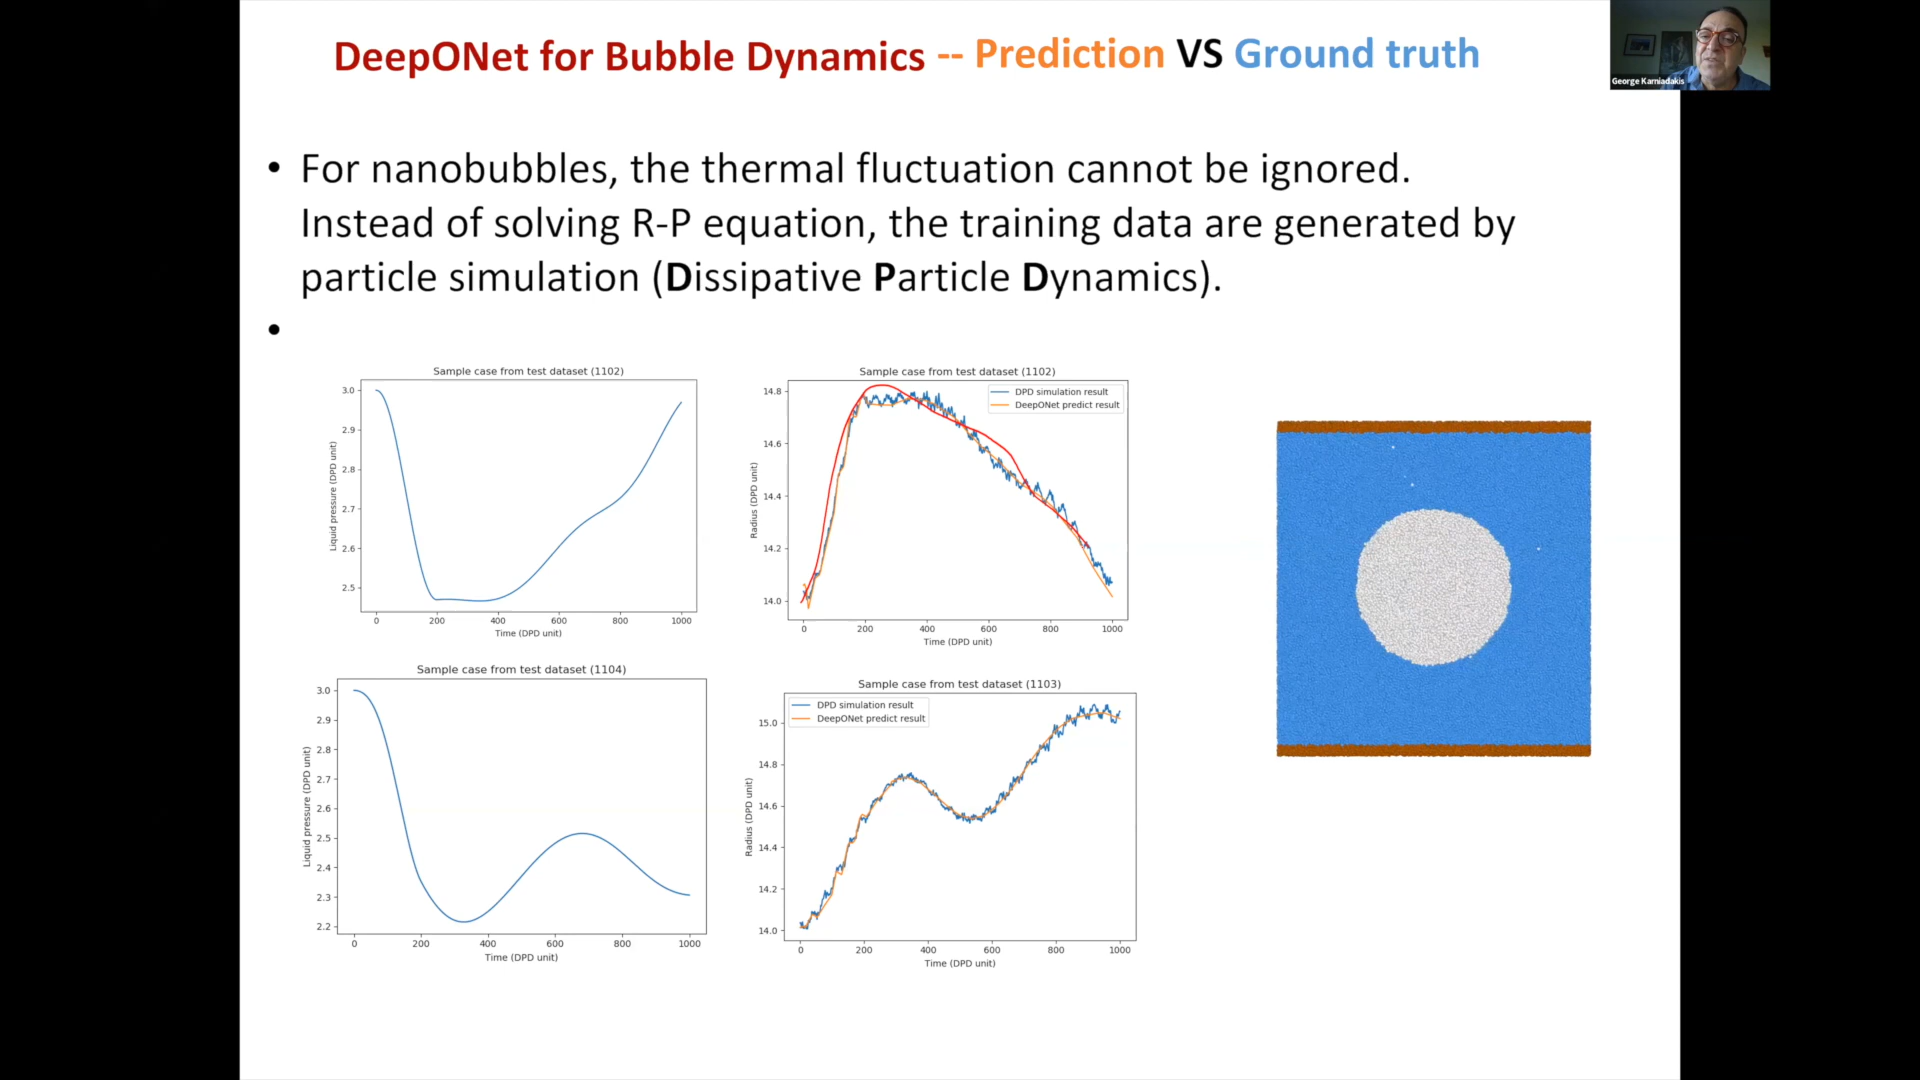 DeepONet for Bubble Dynamics -- Prediction VS Ground truth
George Karniadakis
• For nanobubbles, the thermal fluctuation cannot be ignored.
Instead of solving R-P equation, the training data are generated by
particle simulation (Dissipative Particle Dynamics).
•
Sample case from test dataset (1102)
3.0
2.9
2.8
2.7
2.6
2.5
Liquid pressure (DPD unit)
0 200 400 600 800 1000
Time (DPD unit)
Sample case from test dataset (1102)
DPD simulation result
DeepONet predict result
14.8
14.6
14.4
14.2
14.0
Radius (DPD unit)
0 200 400 600 800 1000
Time (DPD unit)
Sample case from test dataset (1104)
3.0
2.9
2.8
2.7
2.6
2.5
2.4
2.3
2.2
Liquid pressure (DPD unit)
0 200 400 600 800 1000
Time (DPD unit)
Sample case from test dataset (1103)
DPD simulation result
DeepONet predict result
15.0
14.8
14.6
14.4
14.2
14.0
Radius (DPD unit)
0 200 400 600 800 1000
Time (DPD unit)